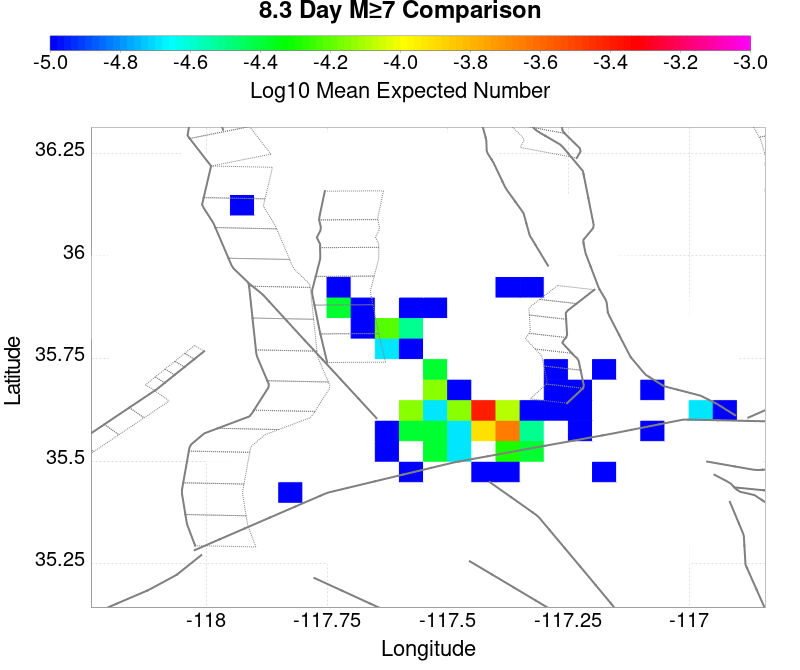 8.3 Day M≥7 Comparison
-5.0 -4.8 -4.6 -4.4 -4.2 -4.0 -3.8 -3.6 -3.4 -3.2 -3.0
Log10 Mean Expected Number
36.25
36
35.75
35.5
35.25
Latitude
-118 -117.75 -117.5 -117.25 -117
Longitude